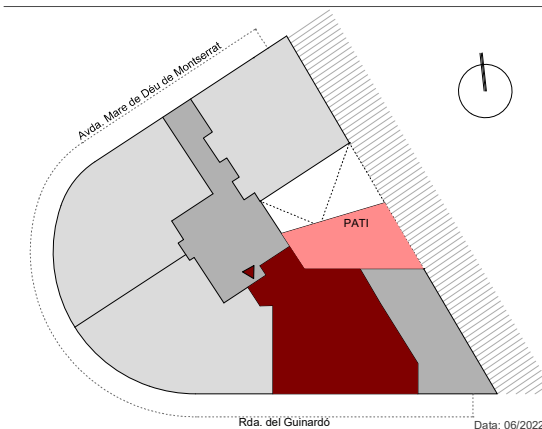 Avda. Mare de Déu de Montserrat
PATI
Rda. del Guinardó
Data: 06/2022